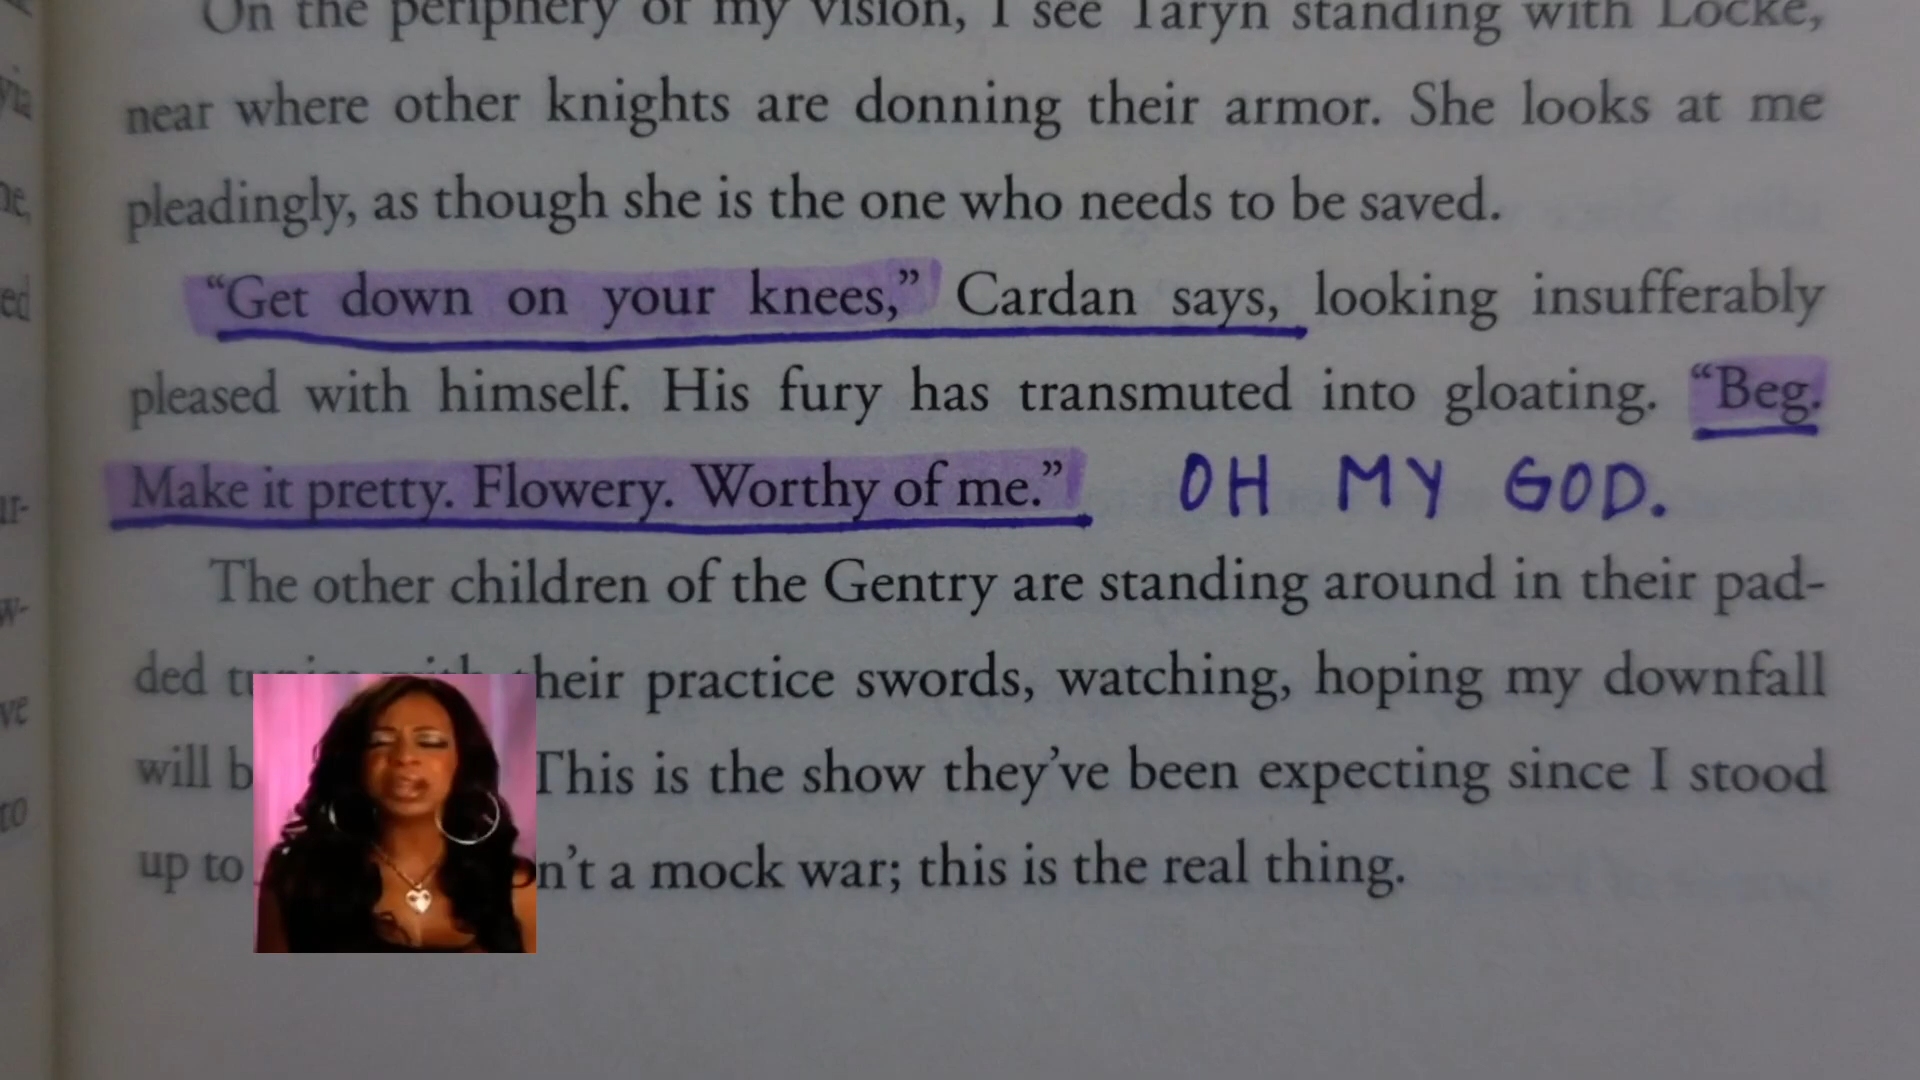 On the periphery of my vision, I see Taryn standing with Locke,
near where other knights are donning their armor. She looks at me
pleadingly, as though she is the one who needs to be saved.
“Get down on your knees,” Cardan says, looking insufferably
pleased with himself. His fury has transmuted into gloating. “Beg.
Make it pretty. Flowery. Worthy of me.” OH MY GOD.
The other children of the Gentry are standing around in their pad-
ded tunics with their practice swords, watching, hoping my downfall
will This is the show they’ve been expecting since I stood
up to a mock war; this is the real thing.